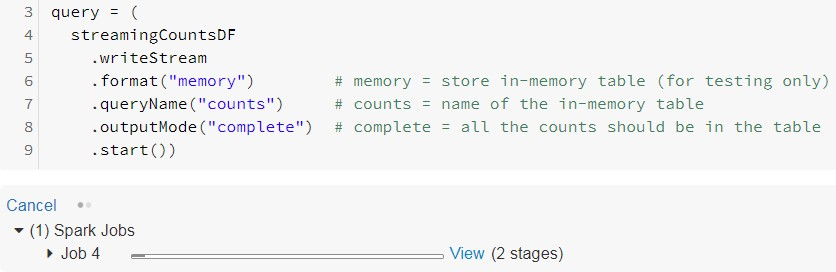 3 query = (
4 streamingCountsDF
5 .writeStream
6 .format("memory") # memory = store in-memory table (for testing only)
7 .queryName("counts") # counts = name of the in-memory table
8 .outputMode("complete") # complete = all the counts should be in the table
9 .start())
Cancel
(1) Spark Jobs
Job 4 View (2 stages)